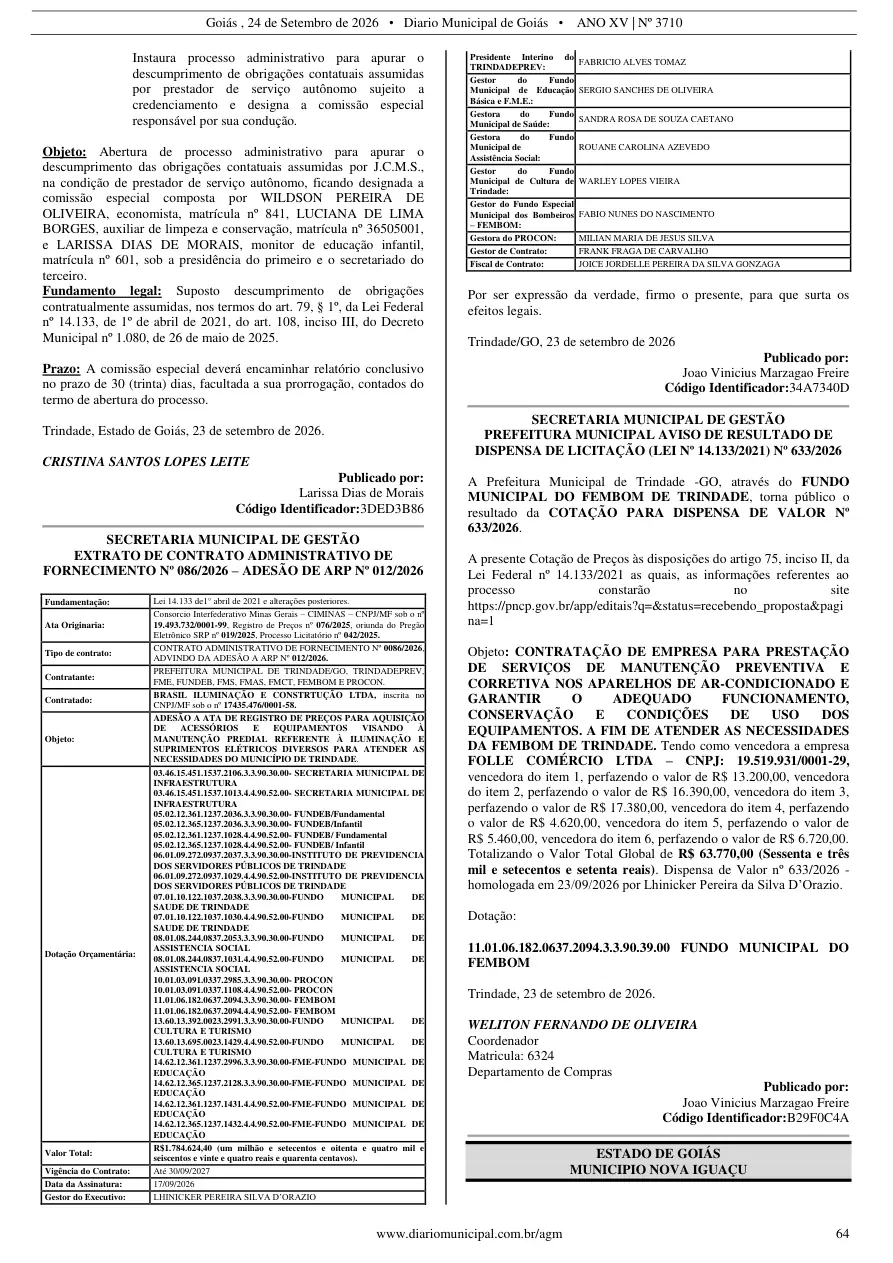 Goiás , 24 de Setembro de 2026 • Diario Municipal de Goiás • ANO XV | Nº 3710
Instaura processo administrativo para apurar o
descumprimento de obrigações contatuais assumidas
por prestador de serviço autônomo sujeito a
credenciamento e designa a comissão especial
responsável por sua condução.
Objeto: Abertura de processo administrativo para apurar o
descumprimento das obrigações contatuais assumidas por J.C.M.S.,
na condição de prestador de serviço autônomo, ficando designada a
comissão especial composta por WILDSON PEREIRA DE
OLIVEIRA, economista, matrícula nº 841, LUCIANA DE LIMA
BORGES, auxiliar de limpeza e conservação, matrícula nº 36505001,
e LARISSA DIAS DE MORAIS, monitor de educação infantil,
matrícula nº 601, sob a presidência do primeiro e o secretariado do
terceiro.
Fundamento legal: Suposto descumprimento de obrigações
contratualmente assumidas, nos termos do art. 79, § 1º, da Lei Federal
nº 14.133, de 1º de abril de 2021, do art. 108, inciso III, do Decreto
Municipal nº 1.080, de 26 de maio de 2025.
Prazo: A comissão especial deverá encaminhar relatório conclusivo
no prazo de 30 (trinta) dias, facultada a sua prorrogação, contados do
termo de abertura do processo.
Trindade, Estado de Goiás, 23 de setembro de 2026.
CRISTINA SANTOS LOPES LEITE
Publicado por:
Larissa Dias de Morais
Código Identificador:3DED3B86
SECRETARIA MUNICIPAL DE GESTÃO
EXTRATO DE CONTRATO ADMINISTRATIVO DE
FORNECIMENTO Nº 086/2026 – ADESÃO DE ARP Nº 012/2026
Fundamentação: Lei 14.133 de1° abril de 2021 e alterações posteriores.
Ata Originaria: Consorcio Interfederativo Minas Gerais – CIMINAS – CNPJ/MF sob o nº
19.493.732/0001-99. Registro de Preços nº 076/2025, oriunda do Pregão
Eletrônico SRP nº 019/2025, Processo Licitatório nº 042/2025.
Tipo de contrato: CONTRATO ADMINISTRATIVO DE FORNECIMENTO Nº 0086/2026,
ADVINDO DA ADESÃO A ARP Nº 012/2026.
Contratante: PREFEITURA MUNICIPAL DE TRINDADE/GO, TRINDADEPREV,
FME, FUNDEB, FMS, FMAS, FMCT, FEMBOM E PROCON.
Contratado: BRASIL ILUMINAÇÃO E CONSTRTUÇÃO LTDA, inscrita no
CNPJ/MF sob o nº 17435.476/0001-58.
Objeto: ADESÃO A ATA DE REGISTRO DE PREÇOS PARA AQUISIÇÃO
DE ACESSÓRIOS E EQUIPAMENTOS VISANDO À
MANUTENÇÃO PREDIAL REFERENTE À ILUMINAÇÃO E
SUPRIMENTOS ELÉTRICOS DIVERSOS PARA ATENDER AS
NECESSIDADES DO MUNICÍPIO DE TRINDADE.
Dotação Orçamentária: 03.46.15.451.1537.2106.3.3.90.30.00- SECRETARIA MUNICIPAL DE
INFRAESTRUTURA
03.46.15.451.1537.1013.4.4.90.52.00- SECRETARIA MUNICIPAL DE
INFRAESTRUTURA
05.02.12.361.1237.2036.3.3.90.30.00- FUNDEB/Fundamental
05.02.12.365.1237.2036.3.3.90.30.00- FUNDEB/Infantil
05.02.12.361.1237.1028.4.4.90.52.00- FUNDEB/ Fundamental
05.02.12.365.1237.1028.4.4.90.52.00- FUNDEB/ Infantil
06.01.09.272.0937.2037.3.3.90.30.00-INSTITUTO DE PREVIDENCIA
DOS SERVIDORES PÚBLICOS DE TRINDADE
06.01.09.272.0937.1029.4.4.90.52.00-INSTITUTO DE PREVIDENCIA
DOS SERVIDORES PÚBLICOS DE TRINDADE
07.01.10.122.1037.2038.3.3.90.30.00-FUNDO MUNICIPAL DE
SAUDE DE TRINDADE
07.01.10.122.1037.1030.4.4.90.52.00-FUNDO MUNICIPAL DE
SAUDE DE TRINDADE
08.01.08.244.0837.2053.3.3.90.30.00-FUNDO MUNICIPAL DE
ASSISTENCIA SOCIAL
08.01.08.244.0837.1031.4.4.90.52.00-FUNDO MUNICIPAL DE
ASSISTENCIA SOCIAL
10.01.03.091.0337.2985.3.3.90.30.00- PROCON
10.01.03.091.0337.1108.4.4.90.52.00- PROCON
11.01.06.182.0637.2094.3.3.90.30.00- FEMBOM
11.01.06.182.0637.2094.4.4.90.52.00- FEMBOM
13.60.13.392.0023.2991.3.3.90.30.00-FUNDO MUNICIPAL DE
CULTURA E TURISMO
13.60.13.695.0023.1429.4.4.90.52.00-FUNDO MUNICIPAL DE
CULTURA E TURISMO
14.62.12.361.1237.2996.3.3.90.30.00-FME-FUNDO MUNICIPAL DE
EDUCAÇÃO
14.62.12.365.1237.2128.3.3.90.30.00-FME-FUNDO MUNICIPAL DE
EDUCAÇÃO
14.62.12.361.1237.1431.4.4.90.52.00-FME-FUNDO MUNICIPAL DE
EDUCAÇÃO
14.62.12.365.1237.1432.4.4.90.52.00-FME-FUNDO MUNICIPAL DE
EDUCAÇÃO
Valor Total: R$1.784.624,40 (um milhão e setecentos e oitenta e quatro mil e
seiscentos e vinte e quatro reais e quarenta centavos).
Vigência do Contrato: Até 30/09/2027
Data da Assinatura: 17/09/2026
Gestor do Executivo: LHINICKER PEREIRA SILVA D'ORAZIO
Presidente Interino do
TRINDADEPREV: FABRICIO ALVES TOMAZ
Gestor do Fundo
Municipal de Educação
Básica e F.M.E.: SERGIO SANCHES DE OLIVEIRA
Gestora do Fundo
Municipal de Saúde: SANDRA ROSA DE SOUZA CAETANO
Gestora do Fundo
Municipal de
Assistência Social: ROUANE CAROLINA AZEVEDO
Gestor do Fundo
Municipal de Cultura de
Trindade: WARLEY LOPES VIEIRA
Gestor do Fundo Especial
Municipal dos Bombeiros
– FEMBOM: FABIO NUNES DO NASCIMENTO
Gestora do PROCON: MILIAN MARIA DE JESUS SILVA
Gestor de Contrato: FRANK FRAGA DE CARVALHO
Fiscal de Contrato: JOICE JORDELLE PEREIRA DA SILVA GONZAGA
Por ser expressão da verdade, firmo o presente, para que surta os
efeitos legais.
Trindade/GO, 23 de setembro de 2026
Publicado por:
Joao Vinicius Marzagao Freire
Código Identificador:34A7340D
SECRETARIA MUNICIPAL DE GESTÃO
PREFEITURA MUNICIPAL AVISO DE RESULTADO DE
DISPENSA DE LICITAÇÃO (LEI Nº 14.133/2021) Nº 633/2026
A Prefeitura Municipal de Trindade -GO, através do FUNDO
MUNICIPAL DO FEMBOM DE TRINDADE, torna público o
resultado da COTAÇÃO PARA DISPENSA DE VALOR Nº
633/2026.
A presente Cotação de Preços às disposições do artigo 75, inciso II, da
Lei Federal nº 14.133/2021 as quais, as informações referentes ao
processo constarão no site
https://pncp.gov.br/app/editais?q=&status=recebendo_proposta&pagi
na=1
Objeto: CONTRATAÇÃO DE EMPRESA PARA PRESTAÇÃO
DE SERVIÇOS DE MANUTENÇÃO PREVENTIVA E
CORRETIVA NOS APARELHOS DE AR-CONDICIONADO E
GARANTIR O ADEQUADO FUNCIONAMENTO,
CONSERVAÇÃO E CONDIÇÕES DE USO DOS
EQUIPAMENTOS. A FIM DE ATENDER AS NECESSIDADES
DA FEMBOM DE TRINDADE. Tendo como vencedora a empresa
FOLLE COMÉRCIO LTDA – CNPJ: 19.519.931/0001-29,
vencedora do item 1, perfazendo o valor de R$ 13.200,00, vencedora
do item 2, perfazendo o valor de R$ 16.390,00, vencedora do item 3,
perfazendo o valor de R$ 17.380,00, vencedora do item 4, perfazendo
o valor de R$ 4.620,00, vencedora do item 5, perfazendo o valor de
R$ 5.460,00, vencedora do item 6, perfazendo o valor de R$ 6.720,00.
Totalizando o Valor Total Global de R$ 63.770,00 (Sessenta e três
mil e setecentos e setenta reais). Dispensa de Valor nº 633/2026 -
homologada em 23/09/2026 por Lhinicker Pereira da Silva D'Orazio.
Dotação:
11.01.06.182.0637.2094.3.3.90.39.00 FUNDO MUNICIPAL DO
FEMBOM
Trindade, 23 de setembro de 2026.
WELITON FERNANDO DE OLIVEIRA
Coordenador
Matricula: 6324
Departamento de Compras
Publicado por:
Joao Vinicius Marzagao Freire
Código Identificador:B29F0C4A
ESTADO DE GOIÁS
MUNICIPIO NOVA IGUAÇU
www.diariomunicipal.com.br/agm 64